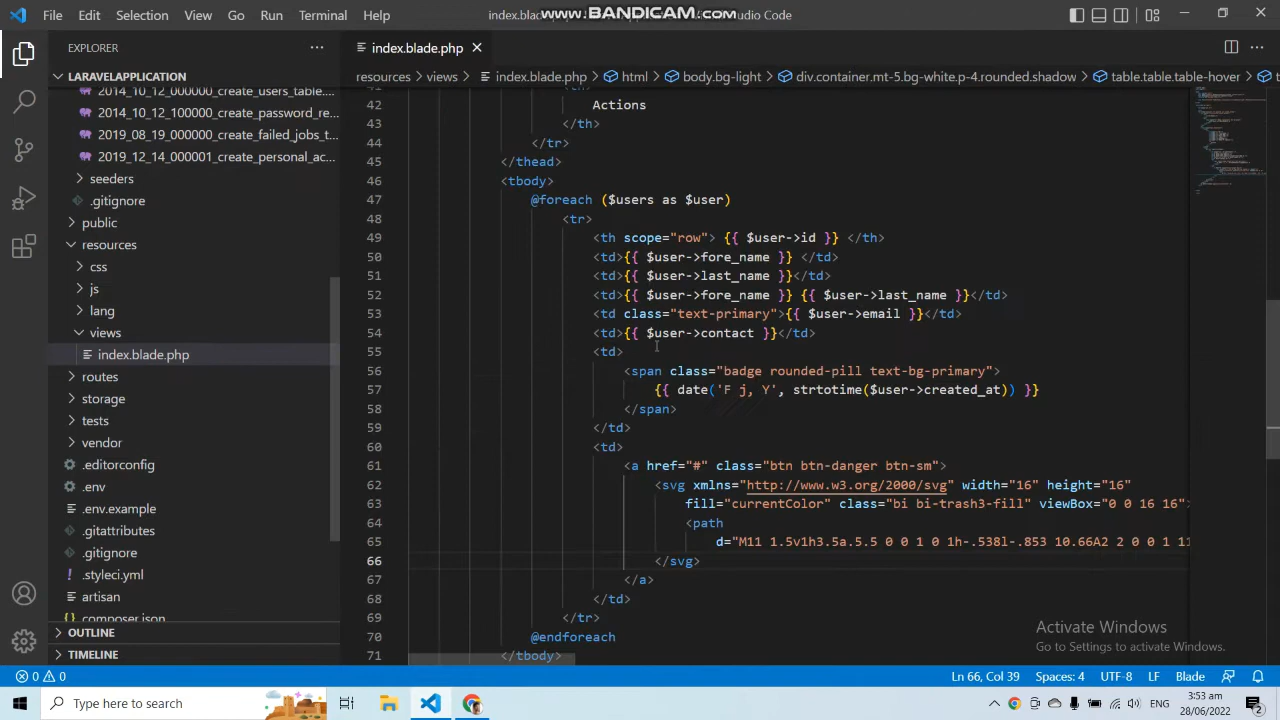 File Edit Selection View Go Run Terminal Help
index.bla
www.BANDICAM.com
udio Code
EXPLORER
LARAVELAPPLICATION
2014_10_12_000000_create_users_table....
2014_10_12_100000_create_password_re...
2019_08_19_000000_create_failed_jobs_t...
2019_12_14_000001_create_personal_ac...
seeders
.gitignore
public
resources
css
js
lang
views
index.blade.php
routes
storage
tests
vendor
.editorconfig
.env
.env.example
.gitattributes
.gitignore
.styleci.yml
artisan
composer.json
OUTLINE
TIMELINE
index.blade.php
resources > views > index.blade.php > html > body.bg-light > div.container.mt-5.bg-white.p-4.rounded.shadow > table.table.table-hover >
41 <th
42 Actions
43 </th>
44 </tr>
45 </thead>
46 <tbody>
47 @foreach ($users as $user)
48 <tr>
49 <th scope="row"> {{ $user->id }} </th>
50 <td>{{ $user->fore_name }} </td>
51 <td>{{ $user->last_name }}</td>
52 <td>{{ $user->fore_name }} {{ $user->last_name }}</td>
53 <td class="text-primary">{{ $user->email }}</td>
54 <td>{{ $user->contact }}</td>
55 <td>
56 <span class="badge rounded-pill text-bg-primary">
57 {{ date('F j, Y', strtotime($user->created_at)) }}
58 </span>
59 </td>
60 <td>
61 <a href="#" class="btn btn-danger btn-sm">
62 <svg xmlns="http://www.w3.org/2000/svg" width="16" height="16"
63 fill="currentColor" class="bi bi-trash3-fill" viewBox="0 0 16 16">
64 <path
65 d="M11 1.5v1h3.5a.5.5 0 0 1 0 1h-.538l-.853 10.66A2 2 0 0 1 11
66 </svg>
67 </a>
68 </td>
69 </tr>
70 @endforeach
71 </tbody>
Activate Windows
Go to Settings to activate Windows.
0 0
Ln 66, Col 39 Spaces: 4 UTF-8 LF Blade
Type here to search
ENG
3:53 am
28/06/2022
2